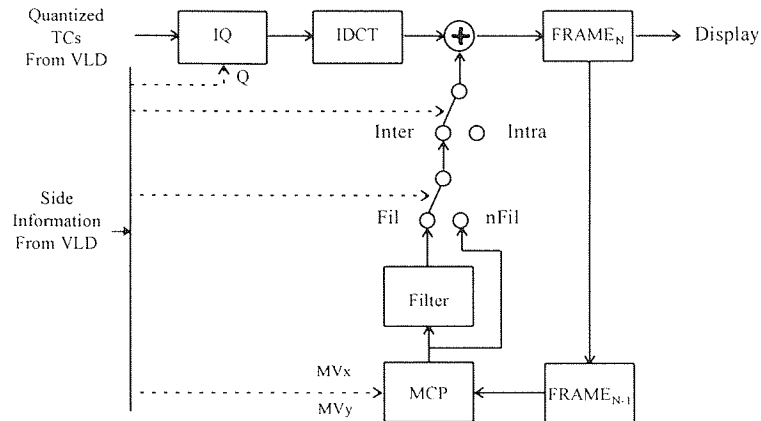 Quantized
TCs
From VLD
IQ
IDCT
+
FRAME_N
Display
Q
Inter
Intra
Side
Information
From VLD
Fil
nFil
Filter
MVx
MVy
MCP
FRAME_N-1